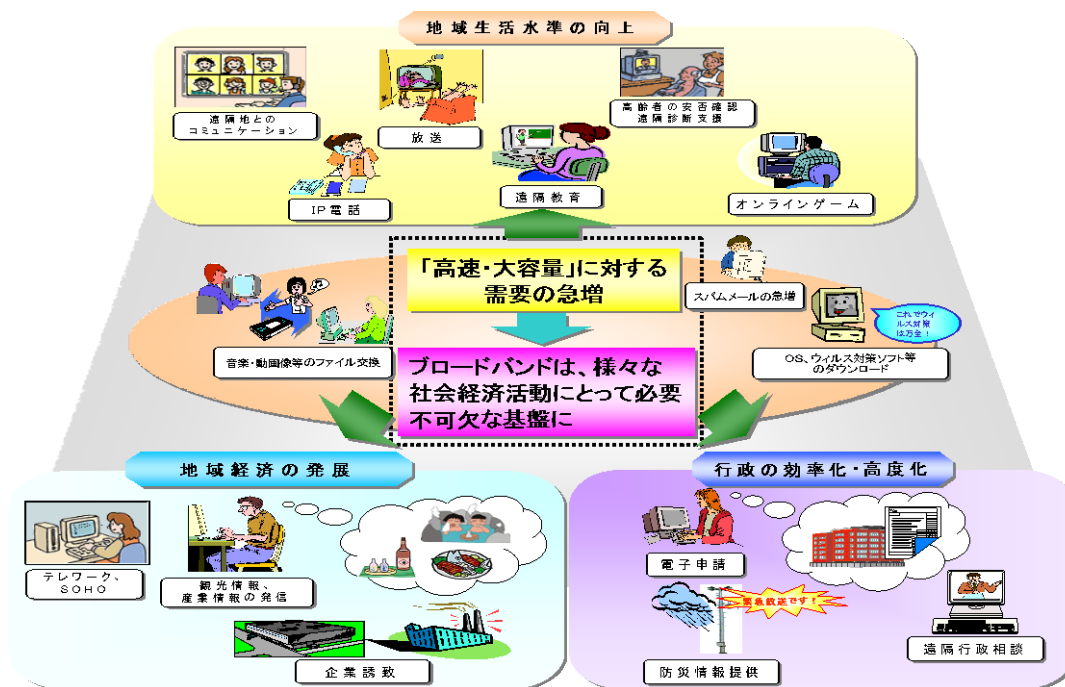 地域生活水準の向上
遠隔地との
コミュニケーション
放送
高齢者の安否確認
遠隔診断支援
IP電話
遠隔教育
オンラインゲーム
「高速・大容量」に対する
需要の急増
スパムメールの急増
これでウィ
ルス対策
は万全！
音楽・動画像等のファイル交換
OS、ウィルス対策ソフト等
のダウンロード
ブロードバンドは、様々な
社会経済活動にとって必要
不可欠な基盤に
地域経済の発展
テレワーク、
SOHO
観光情報、
産業情報の発信
企業誘致
行政の効率化・高度化
電子申請
緊急放送です！
防災情報提供
遠隔行政相談